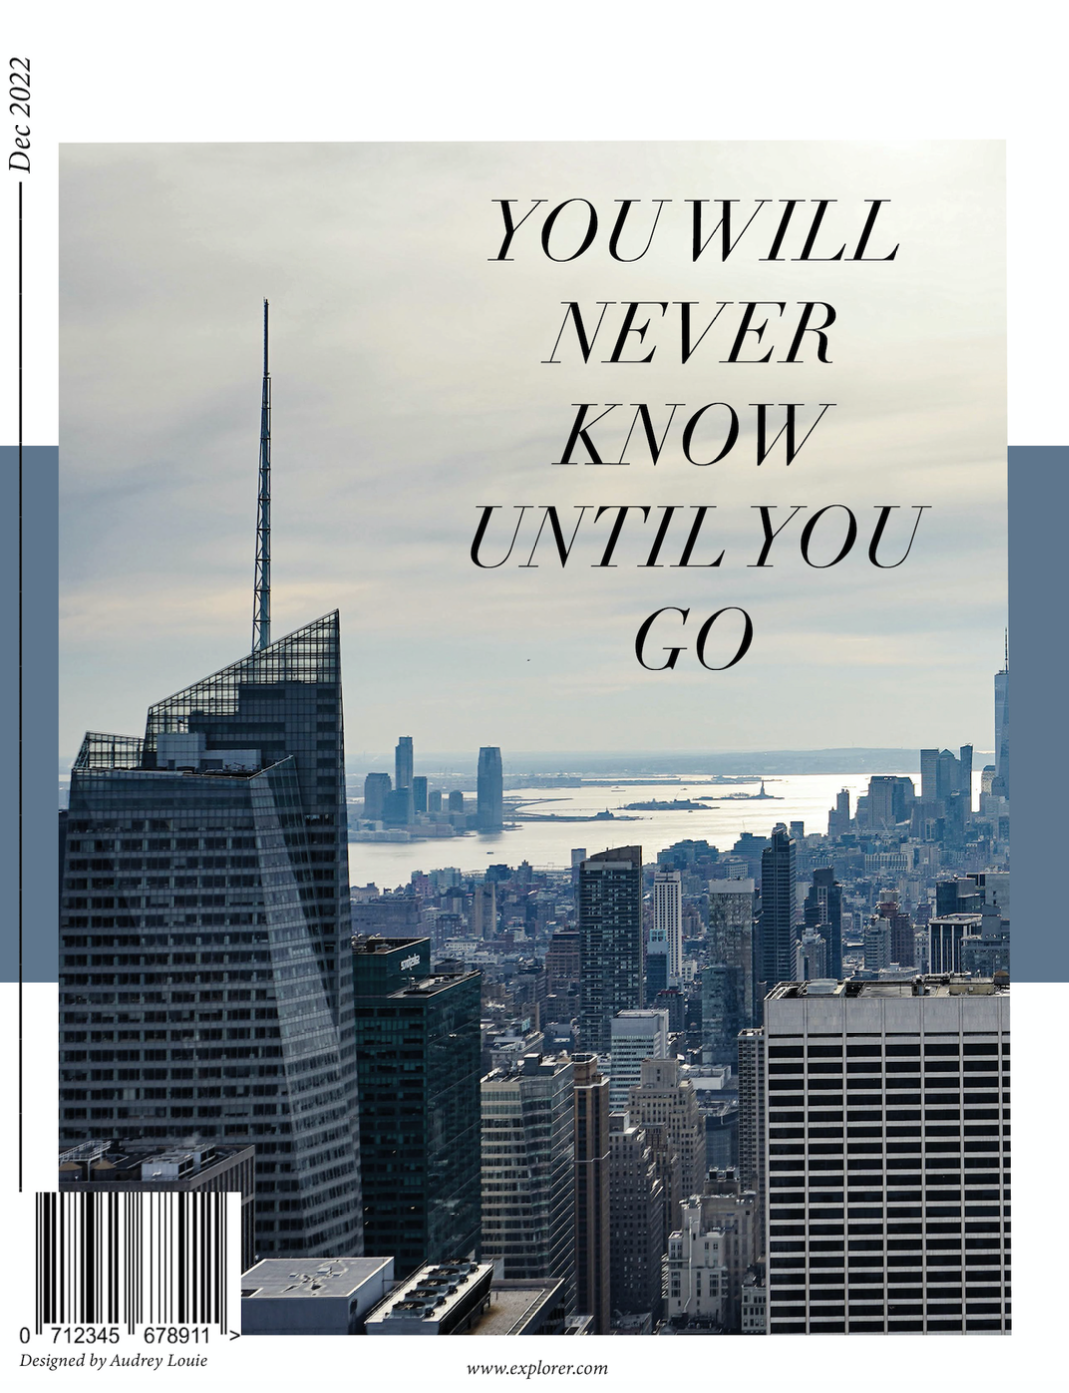 Dec 2022
YOU WILL
NEVER
KNOW
UNTIL YOU
GO
0 712345 678911 >
Designed by Audrey Louie
www.explorer.com